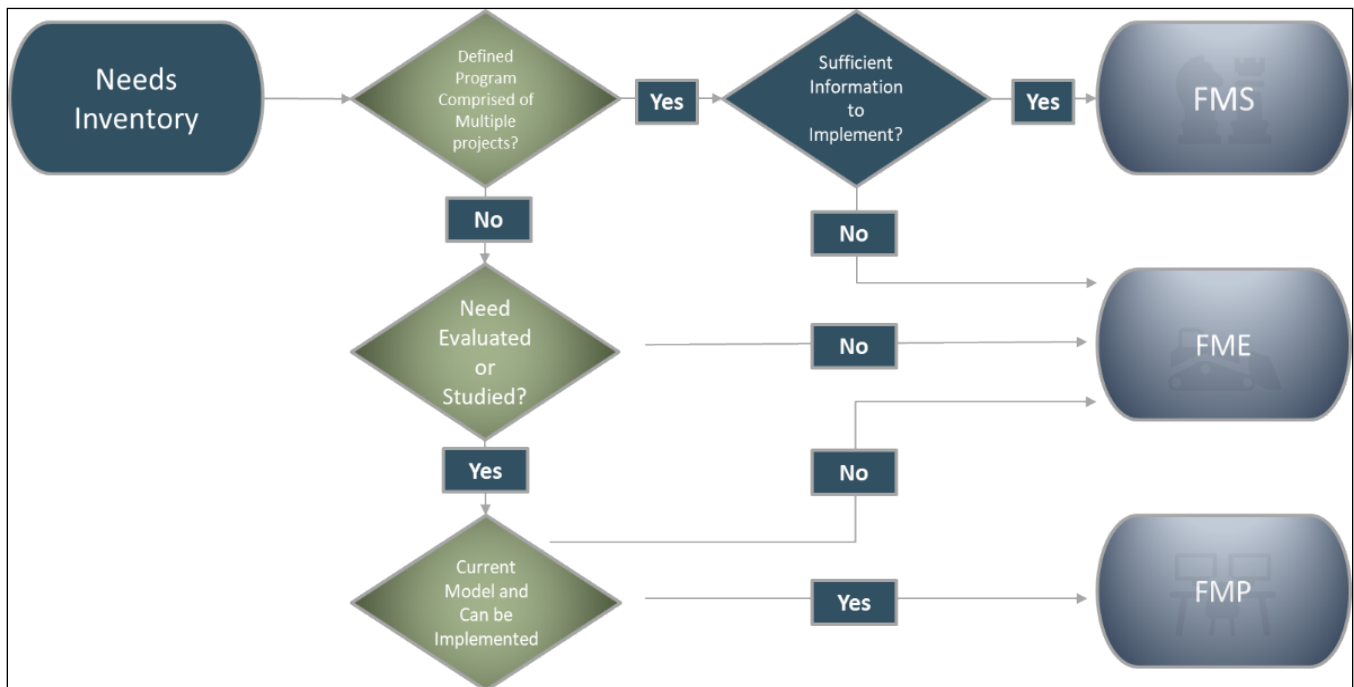 Needs
Inventory
Defined
Program
Comprised of
Multiple
projects?
Yes
Sufficient
Information
to
Implement?
Yes
FMS
No
No
Need
Evaluated
or
Studied?
No
FME
Yes
No
Current
Model and
Can be
Implemented
Yes
FMP